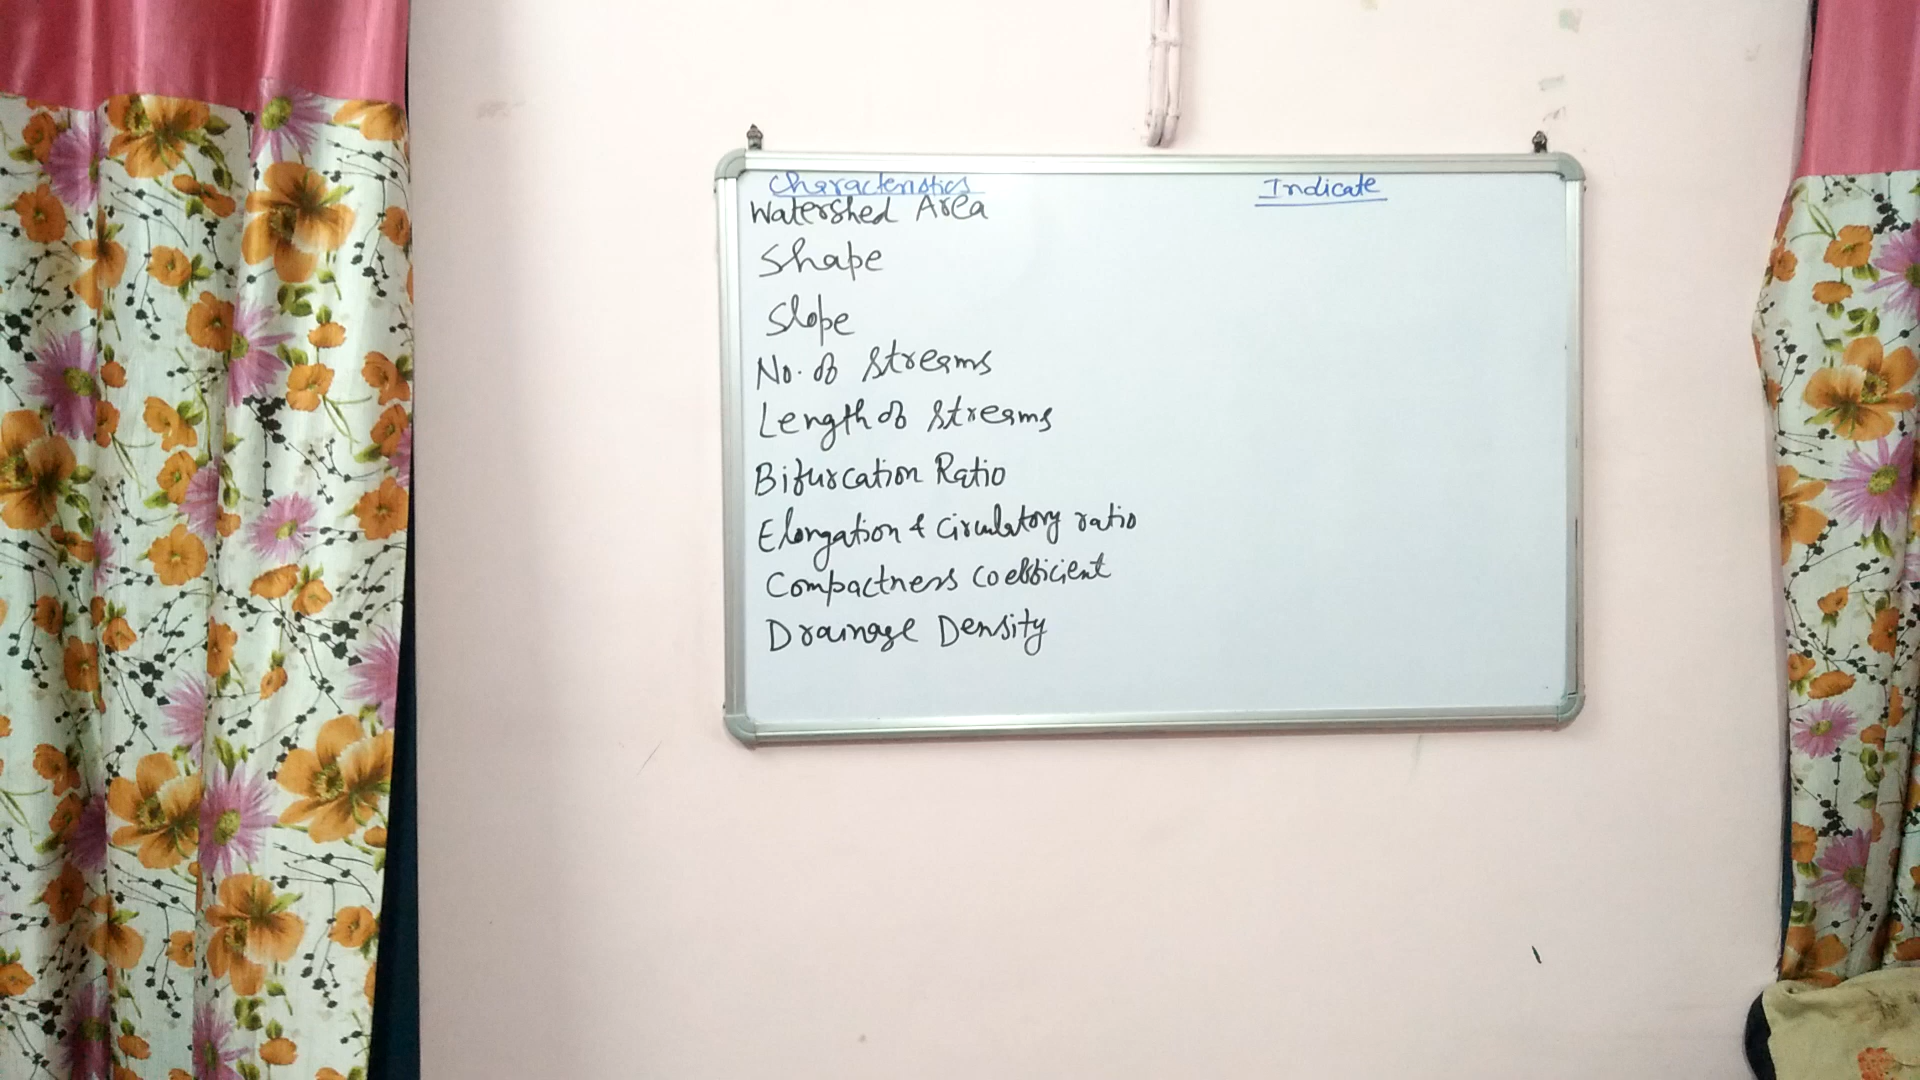 Characteristics Indicate
Watershed Area
Shape
Slope
No. of Streams
Length of Streams
Bifurcation Ratio
Elongation & Circulatory ratio
Compactness Coefficient
Drainage Density